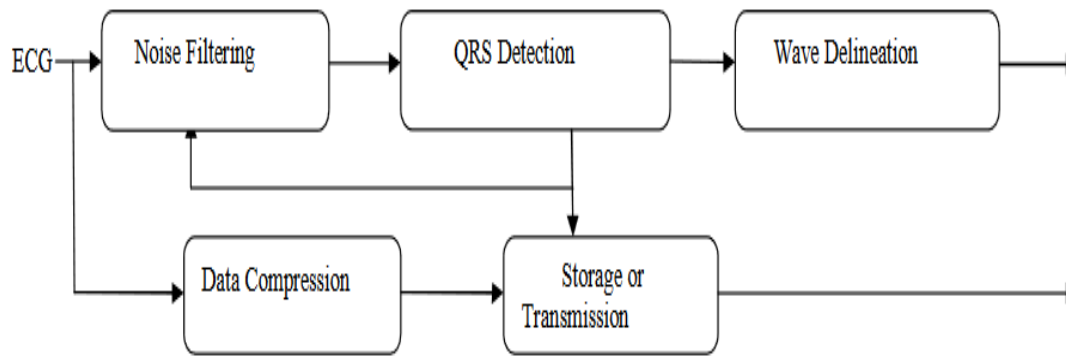 ECG
Noise Filtering
QRS Detection
Wave Delineation
Data Compression
Storage or
Transmission